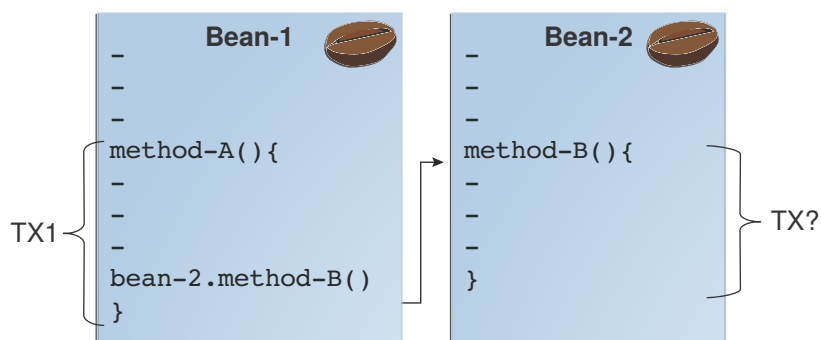 Bean-1
–
–
–
method-A(){
–
–
–
bean-2.method-B()
}
TX1
Bean-2
–
–
–
method-B(){
–
–
–
}
TX?